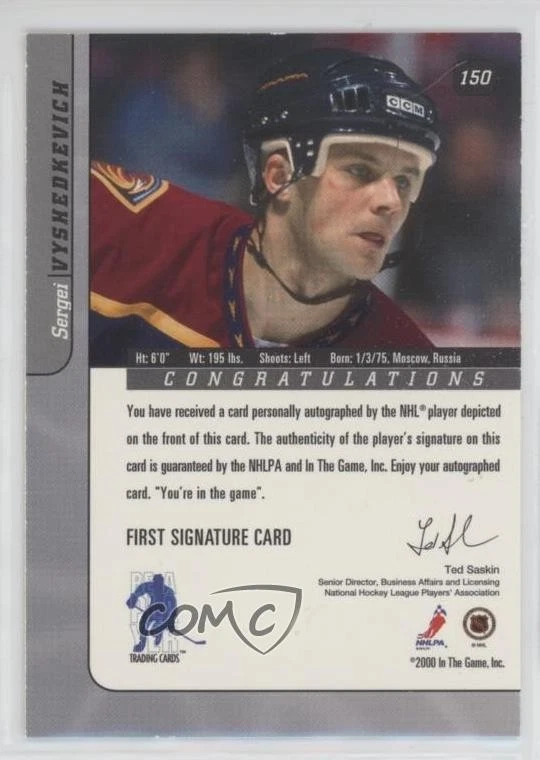 150
CCM
Sergei VYSHEDKEVICH
Ht: 6'0" Wt: 195 lbs. Shoots: Left Born: 1/3/75, Moscow, Russia
CONGRATULATIONS
You have received a card personally autographed by the NHL® player depicted
on the front of this card. The authenticity of the player's signature on this
card is guaranteed by the NHLPA and In The Game, Inc. Enjoy your autographed
card. "You're in the game".
FIRST SIGNATURE CARD
Ted Saskin
Senior Director, Business Affairs and Licensing
National Hockey League Players' Association
COMC
TRADING CARDS™
NHLPA
©NHL
©2000 In The Game, Inc.